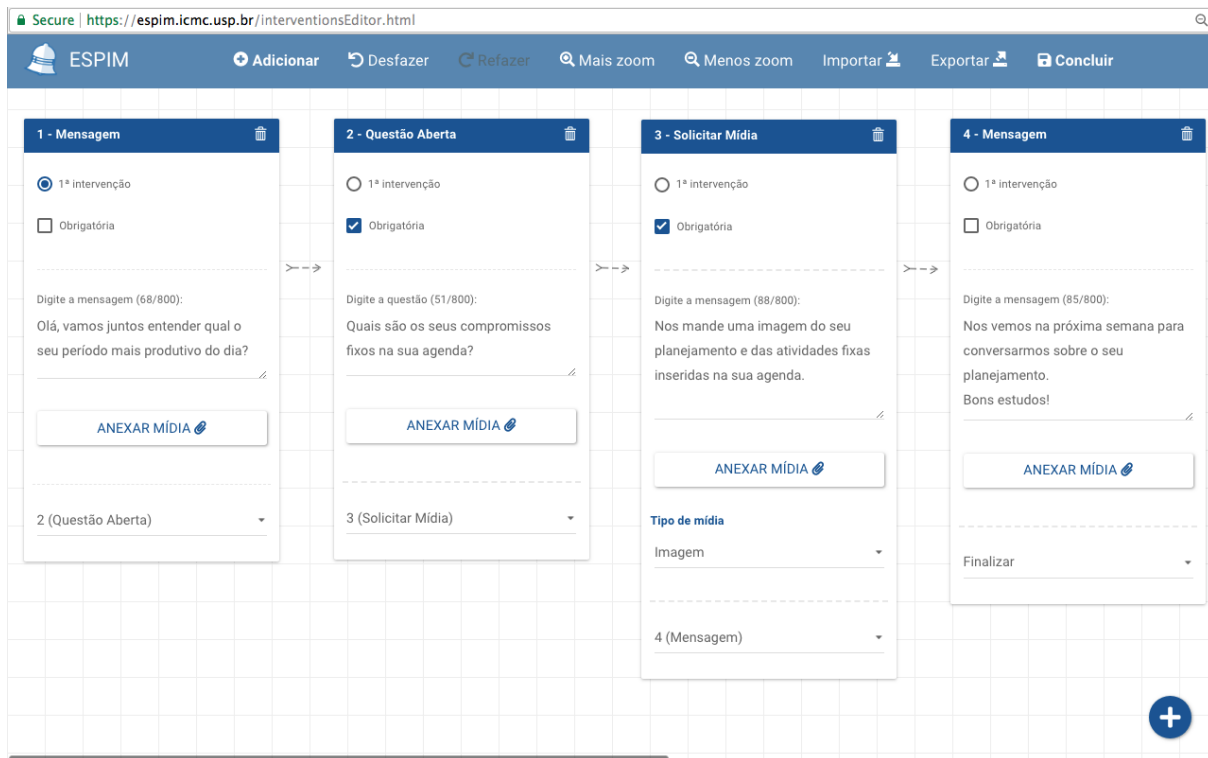 Secure | https://espim.icmc.usp.br/interventionsEditor.html
ESPIM
Adicionar
Desfazer
Refazer
Mais zoom
Menos zoom
Importar
Exportar
Concluir
1 - Mensagem
1ª intervenção
Obrigatória
Digite a mensagem (68/800):
Olá, vamos juntos entender qual o
seu período mais produtivo do dia?
ANEXAR MÍDIA
2 (Questão Aberta)
2 - Questão Aberta
1ª intervenção
Obrigatória
Digite a questão (51/800):
Quais são os seus compromissos
fixos na sua agenda?
ANEXAR MÍDIA
3 (Solicitar Mídia)
3 - Solicitar Mídia
1ª intervenção
Obrigatória
Digite a mensagem (88/800):
Nos mande uma imagem do seu
planejamento e das atividades fixas
inseridas na sua agenda.
ANEXAR MÍDIA
Tipo de mídia
Imagem
4 (Mensagem)
4 - Mensagem
1ª intervenção
Obrigatória
Digite a mensagem (85/800):
Nos vemos na próxima semana para
conversarmos sobre o seu
planejamento.
Bons estudos!
ANEXAR MÍDIA
Finalizar